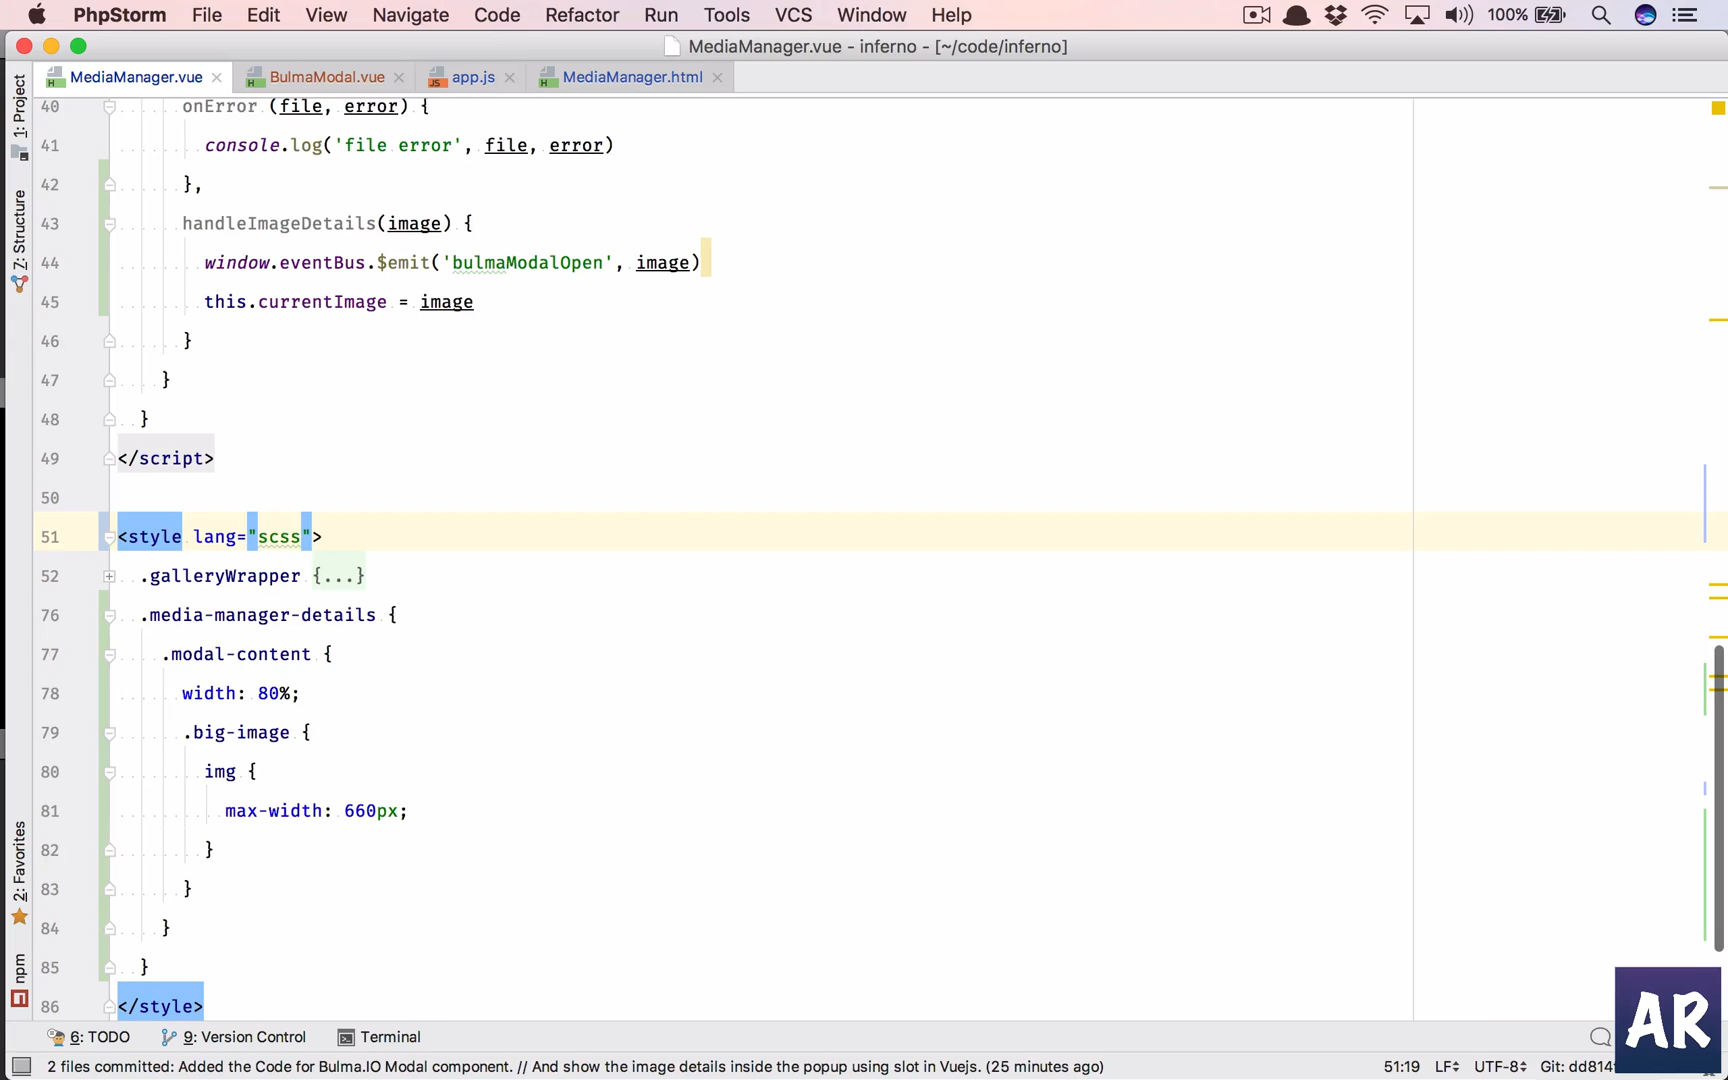 PhpStorm File Edit View Navigate Code Refactor Run Tools VCS Window Help 100%
MediaManager.vue - inferno - [~/code/inferno]
MediaManager.vue BulmaModal.vue app.js MediaManager.html
1: Project
7: Structure
2: Favorites
npm
40 onError (file, error) {
41 console.log('file error', file, error)
42 },
43 handleImageDetails(image) {
44 window.eventBus.$emit('bulmaModalOpen', image)
45 this.currentImage = image
46 }
47 }
48 }
49 </script>
50
51 <style lang="scss">
52 .galleryWrapper {...}
76 .media-manager-details {
77 .modal-content {
78 width: 80%;
79 .big-image {
80 img {
81 max-width: 660px;
82 }
83 }
84 }
85 }
86 </style>
AR
6: TODO 9: Version Control Terminal
2 files committed: Added the Code for Bulma.IO Modal component. // And show the image details inside the popup using slot in Vuejs. (25 minutes ago) 51:19 LF UTF-8 Git: dd814